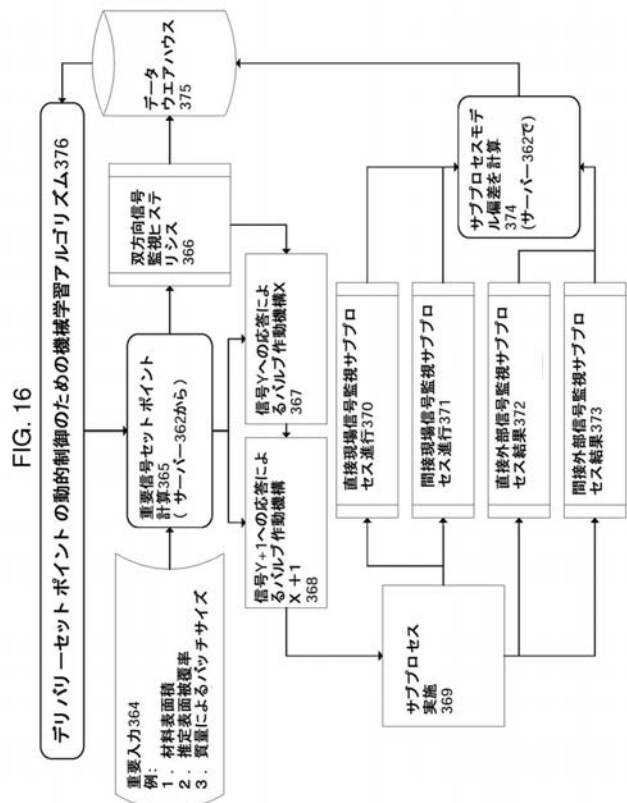 FIG. 16
デリバリーセットポイントの動的制御のための機械学習アルゴリズム376
重要入力364
例:
1. 材料表面積
2. 推定表面被覆率
3. 質量によるバッチサイズ
重要信号セットポイント
計算365
(サーバー362から)
双方向信号
監視ヒステ
リシス
366
データ
ウエアハウス
375
信号Yへの応答によ
るバルブ作動機構X
367
信号Y+1への応答によ
るバルブ作動機構
X +1
368
サブプロセス
実施
369
直接現場信号監視サブプロ
セス進行370
間接現場信号監視サブプロ
セス進行371
直接外部信号監視サブプロ
セス結果372
間接外部信号監視サブプロ
セス結果373
サブプロセスモデ
ル偏差を計算
374
(サーバー362で)